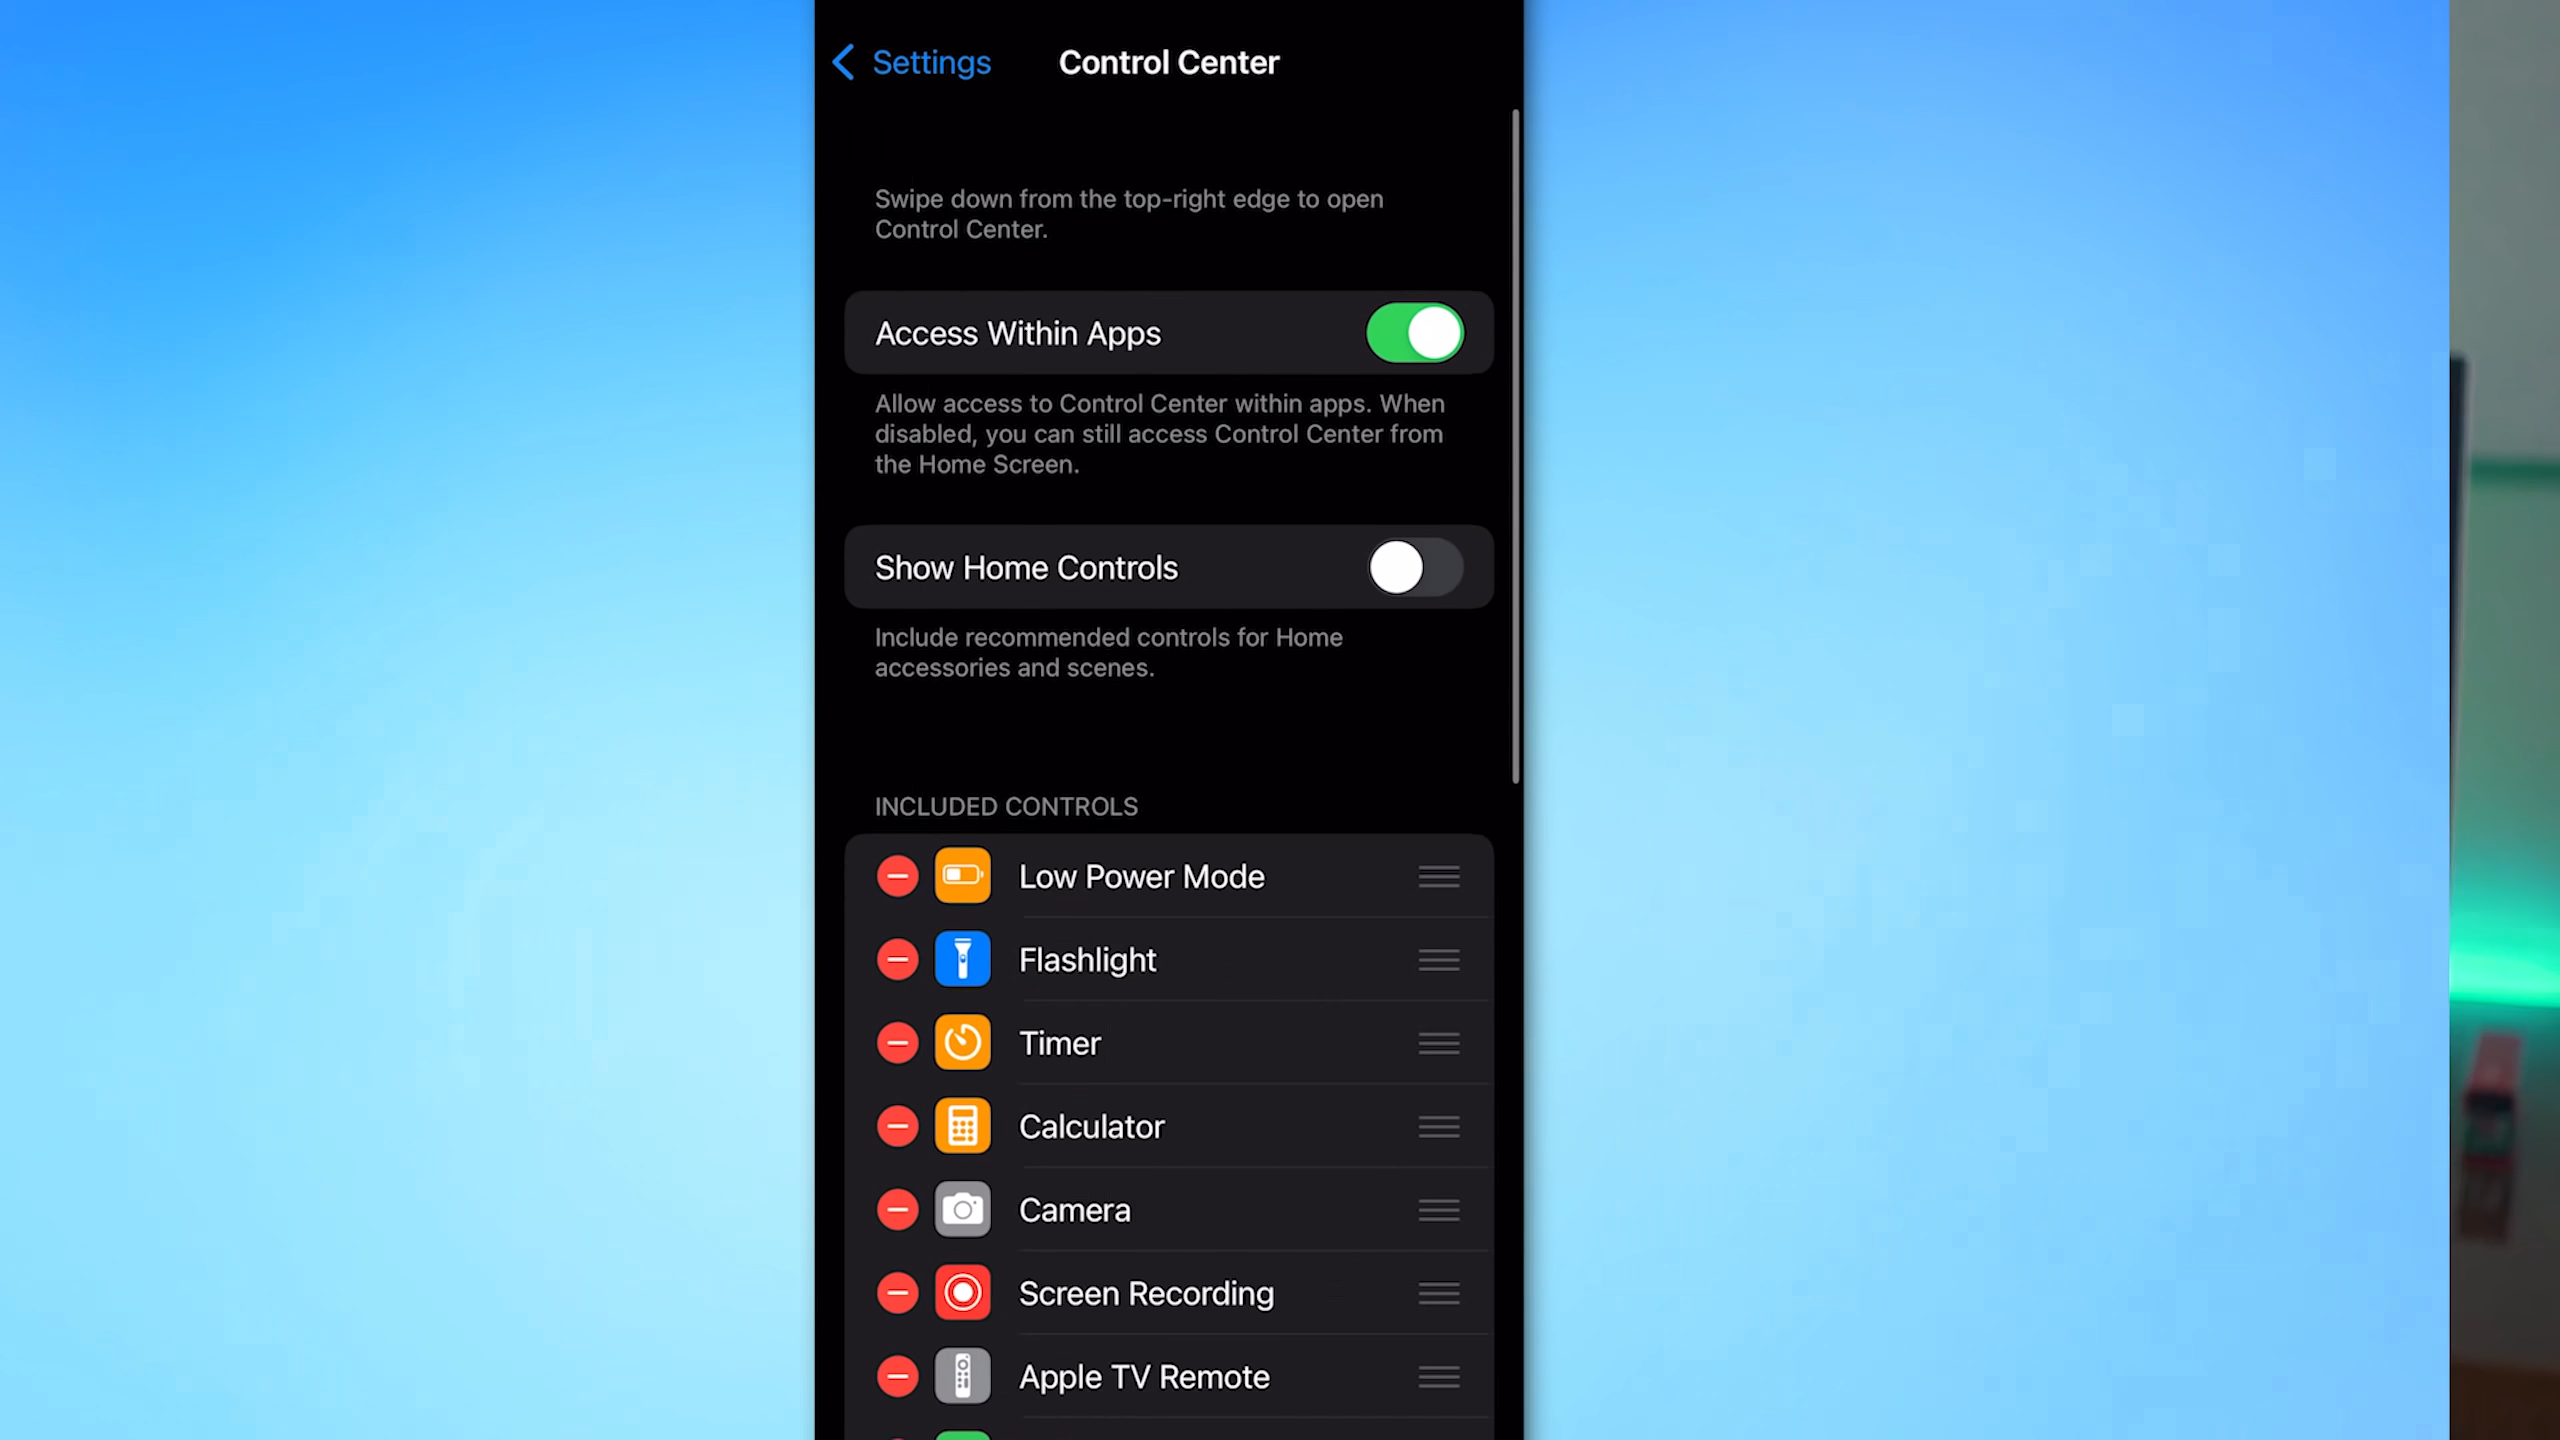 Settings
Control Center
Swipe down from the top-right edge to open
Control Center.
Access Within Apps
Allow access to Control Center within apps. When
disabled, you can still access Control Center from
the Home Screen.
Show Home Controls
Include recommended controls for Home
accessories and scenes.
INCLUDED CONTROLS
Low Power Mode
Flashlight
Timer
Calculator
Camera
Screen Recording
Apple TV Remote